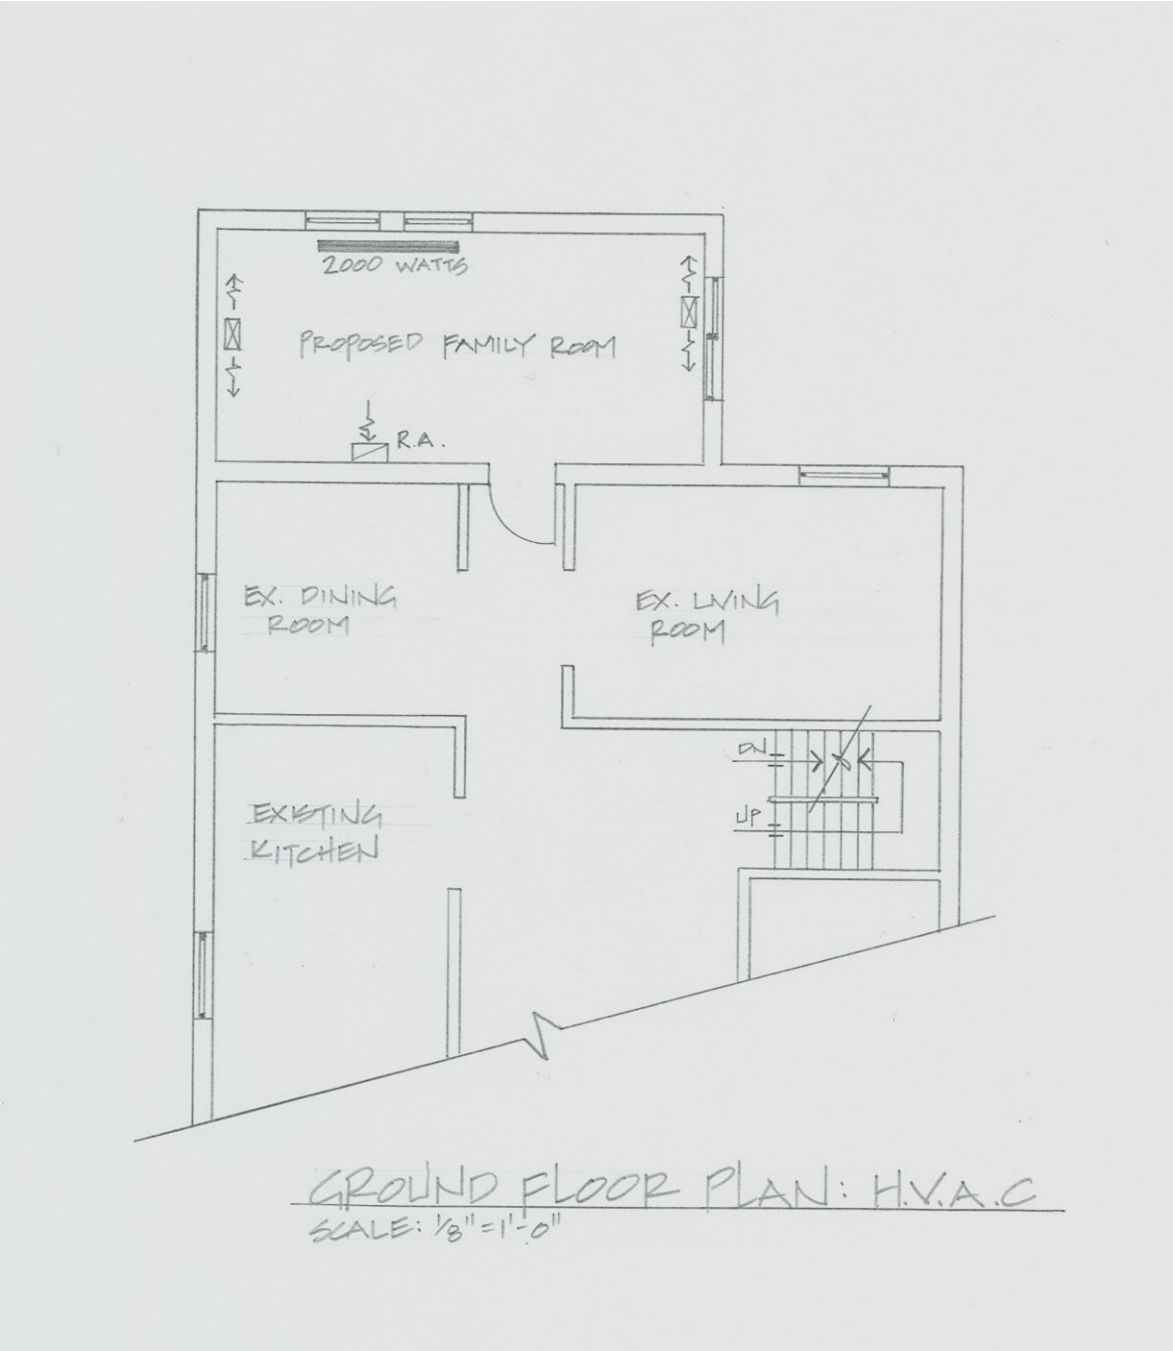 2000 WATTS
PROPOSED FAMILY ROOM
R.A.
EX. DINING
ROOM
EX. LIVING
ROOM
DN
UP
EXISTING
KITCHEN
GROUND FLOOR PLAN: H.V.A.C
SCALE: 1/8"=1'-0"